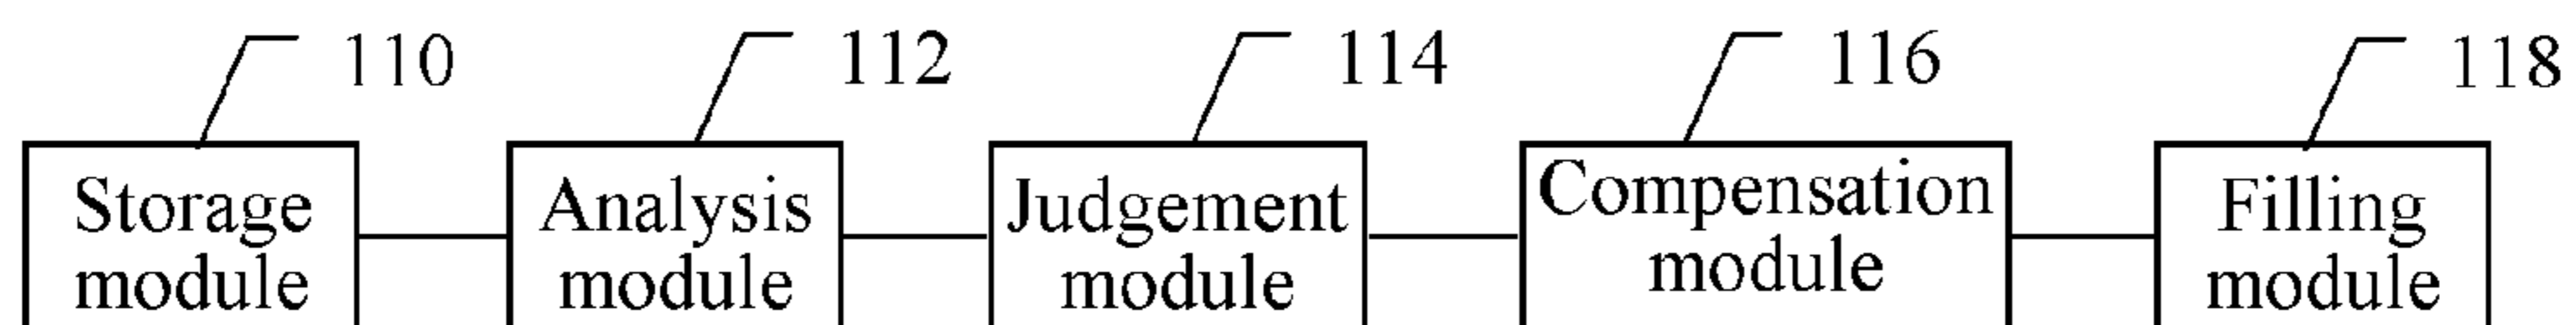 110
112
114
116
118
Storage
module
Analysis
module
Judgement
module
Compensation
module
Filling
module